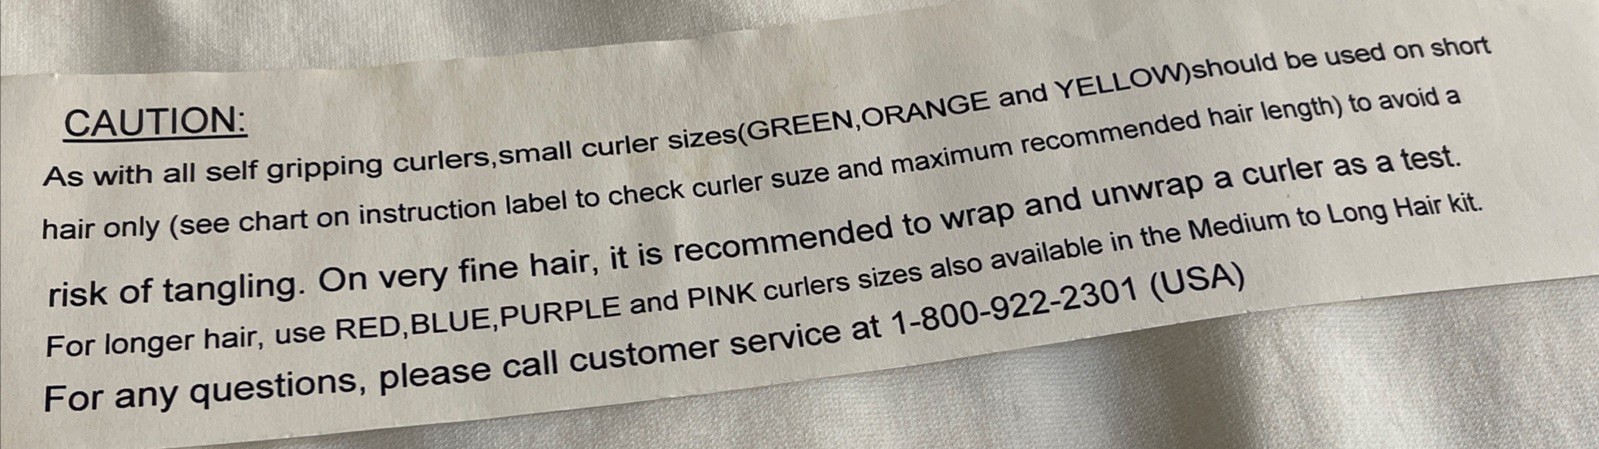 CAUTION:
As with all self gripping curlers,small curler sizes(GREEN,ORANGE and YELLOW)should be used on short
hair only (see chart on instruction label to check curler suze and maximum recommended hair length) to avoid a
risk of tangling. On very fine hair, it is recommended to wrap and unwrap a curler as a test.
For longer hair, use RED,BLUE,PURPLE and PINK curlers sizes also available in the Medium to Long Hair kit.
For any questions, please call customer service at 1-800-922-2301 (USA)